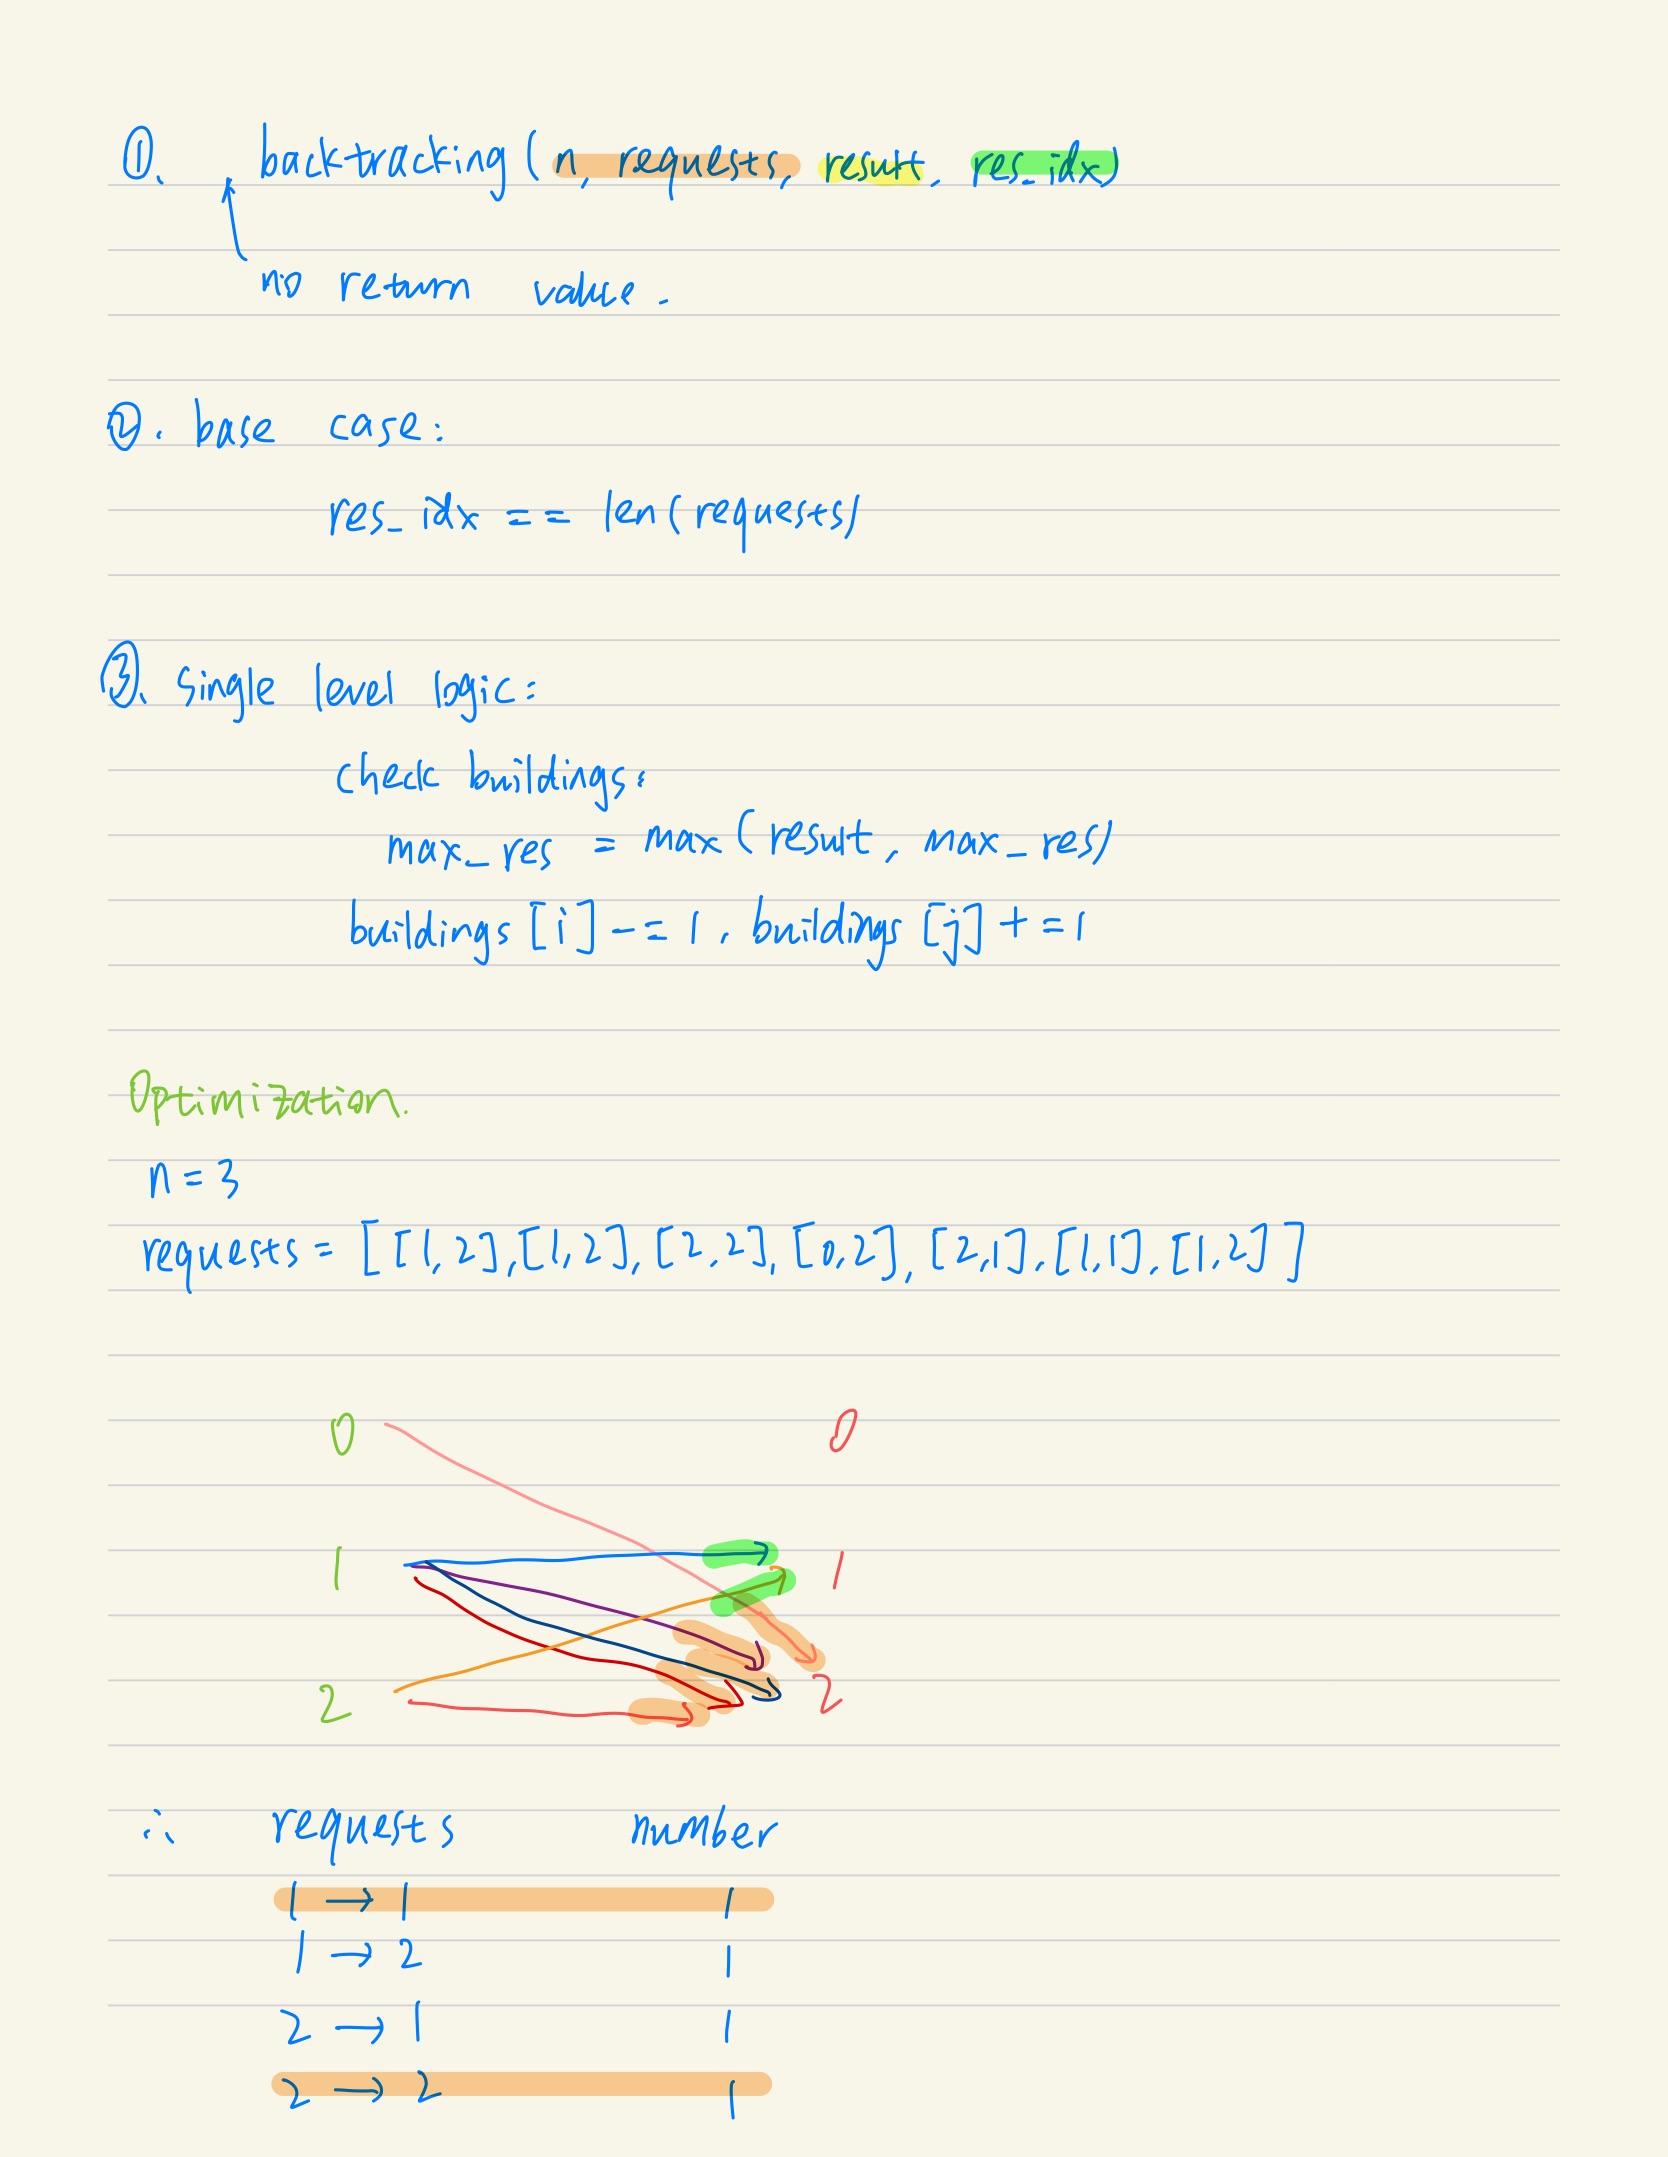 ①. backtracking (n, requests, result, res_idx)
no return value.
②. base case:
res_idx == len(requests)
③. single level logic:
check buildings:
max_res = max(result, max_res)
buildings [i] -= 1, buildings [j] += 1
Optimization.
n = 3
requests = [[1,2],[1,2],[2,2],[0,2],[2,1],[1,1],[1,2]]
0 0
1 1
2 2
∴ requests number
1 → 1 1
1 → 2 1
2 → 1 1
2 → 2 1